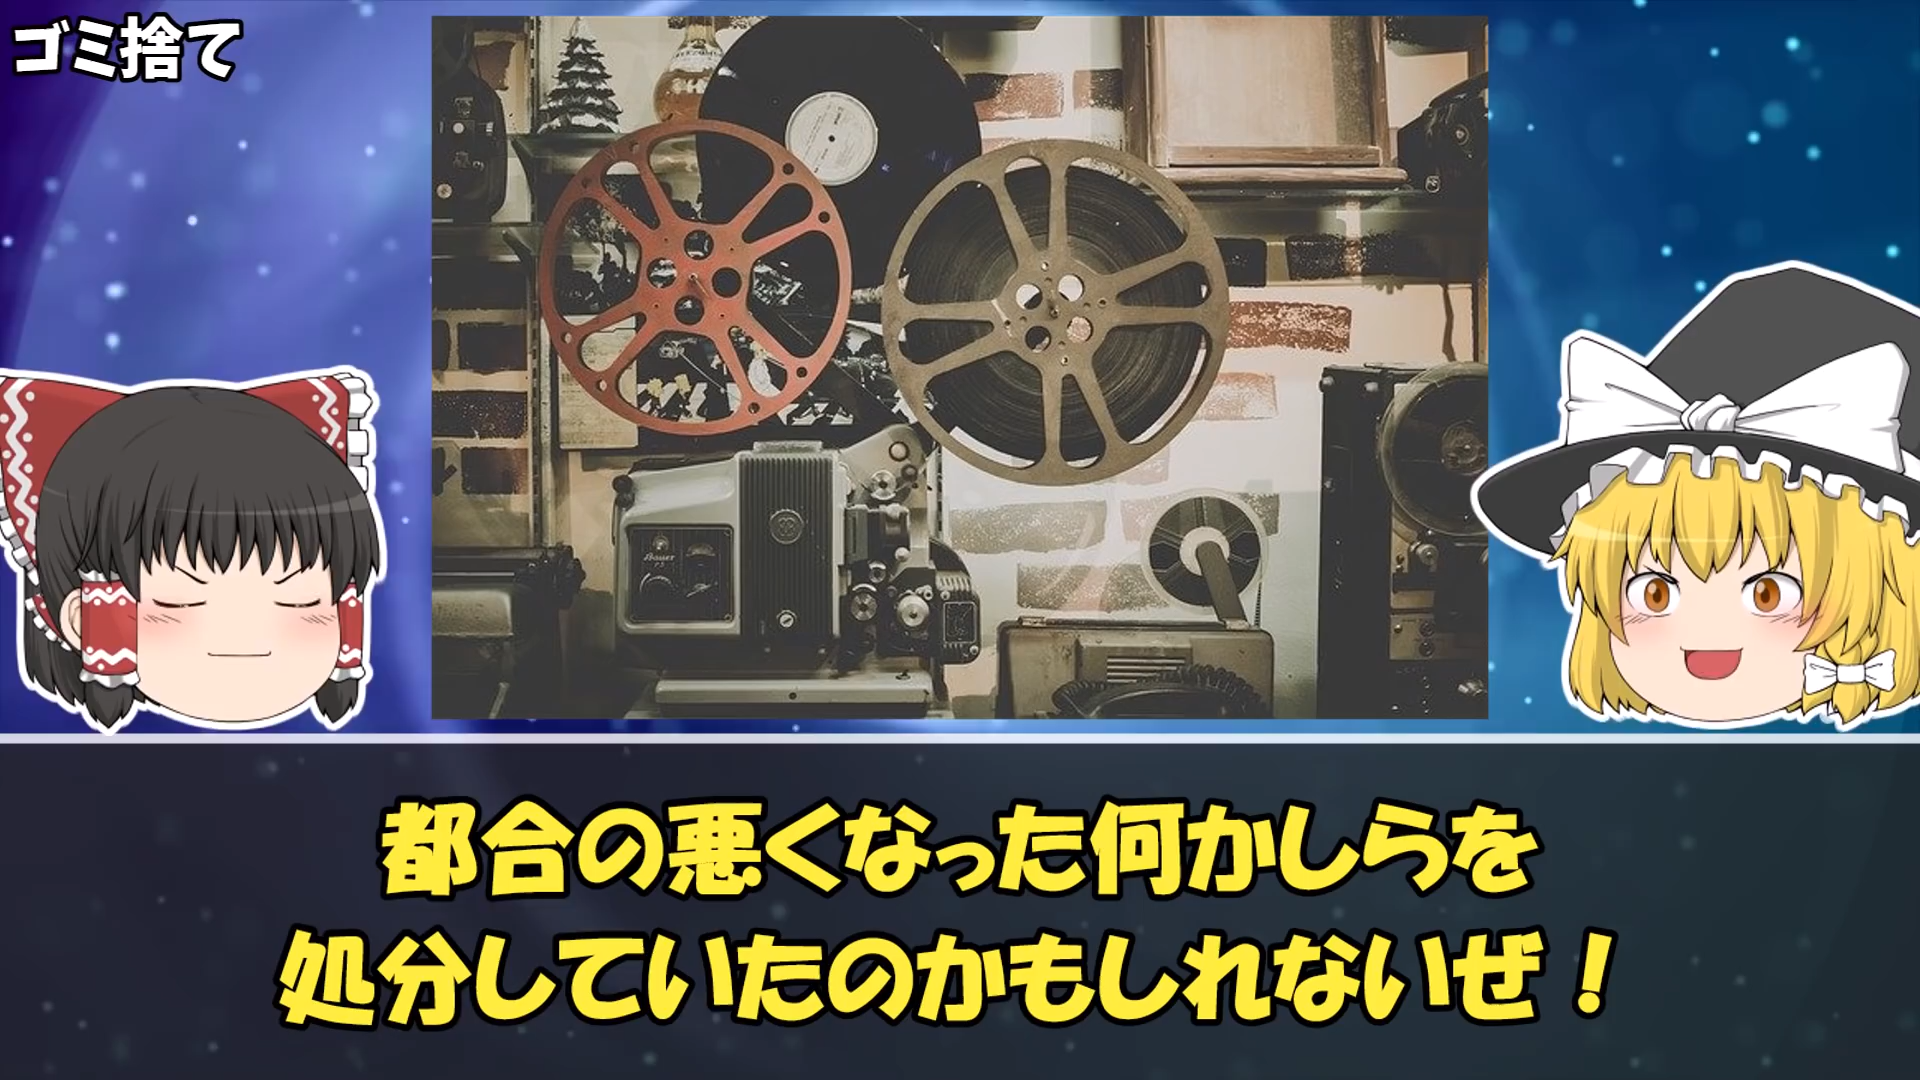 ゴミ捨て
Bauer
都合の悪くなった何かしらを
処分していたのかもしれないぜ！